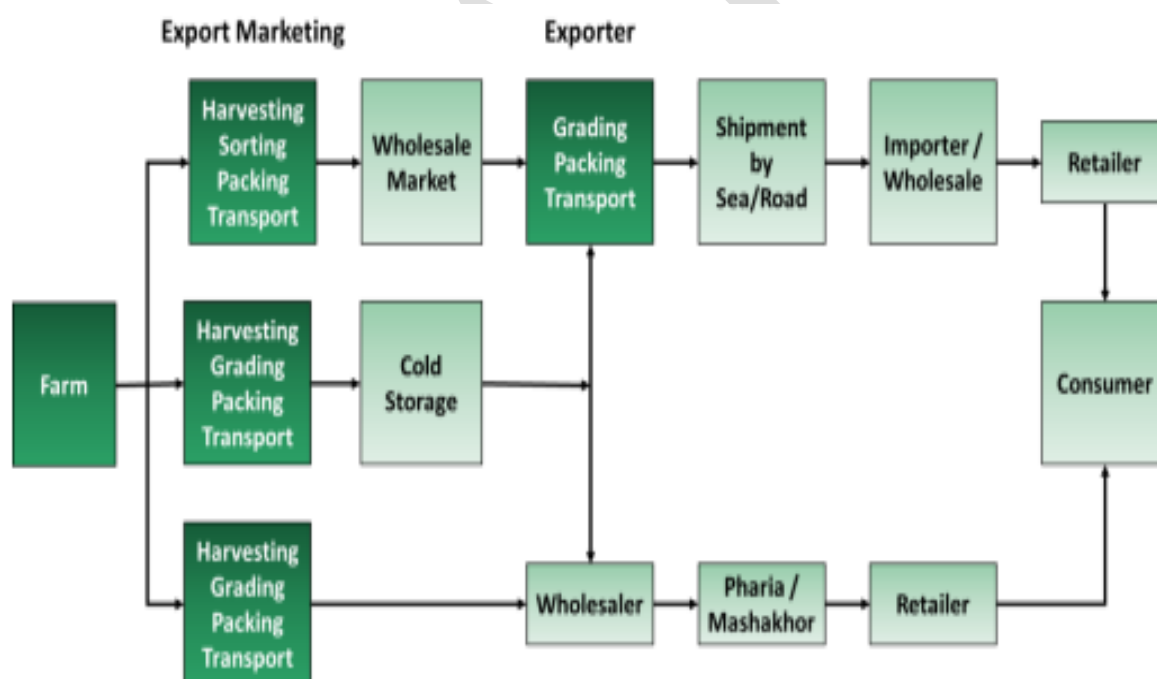 Export Marketing
Exporter
Harvesting
Sorting
Packing
Transport
Wholesale
Market
Grading
Packing
Transport
Shipment
by
Sea/Road
Importer /
Wholesale
Retailer
Farm
Harvesting
Grading
Packing
Transport
Cold
Storage
Consumer
Harvesting
Grading
Packing
Transport
Wholesaler
Pharia /
Mashakhor
Retailer